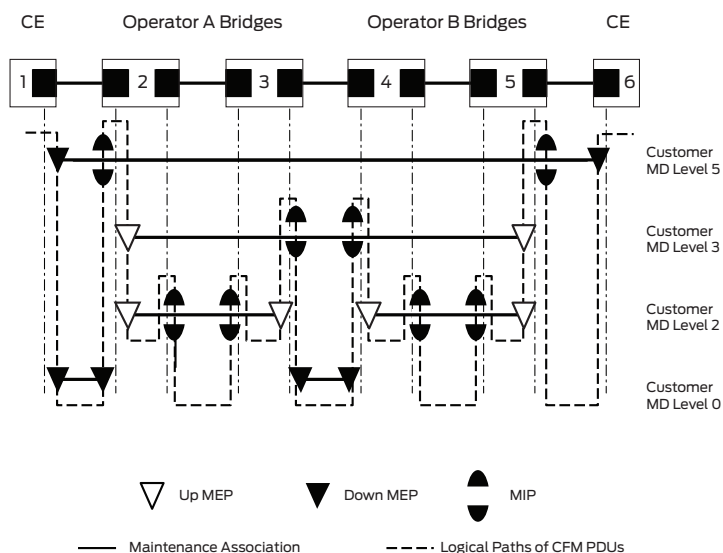 CE
Operator A Bridges
Operator B Bridges
CE
1
2
3
4
5
6
Customer
MD Level 5
Customer
MD Level 3
Customer
MD Level 2
Customer
MD Level 0
Up MEP
Down MEP
MIP
Maintenance Association
Logical Paths of CFM PDUs